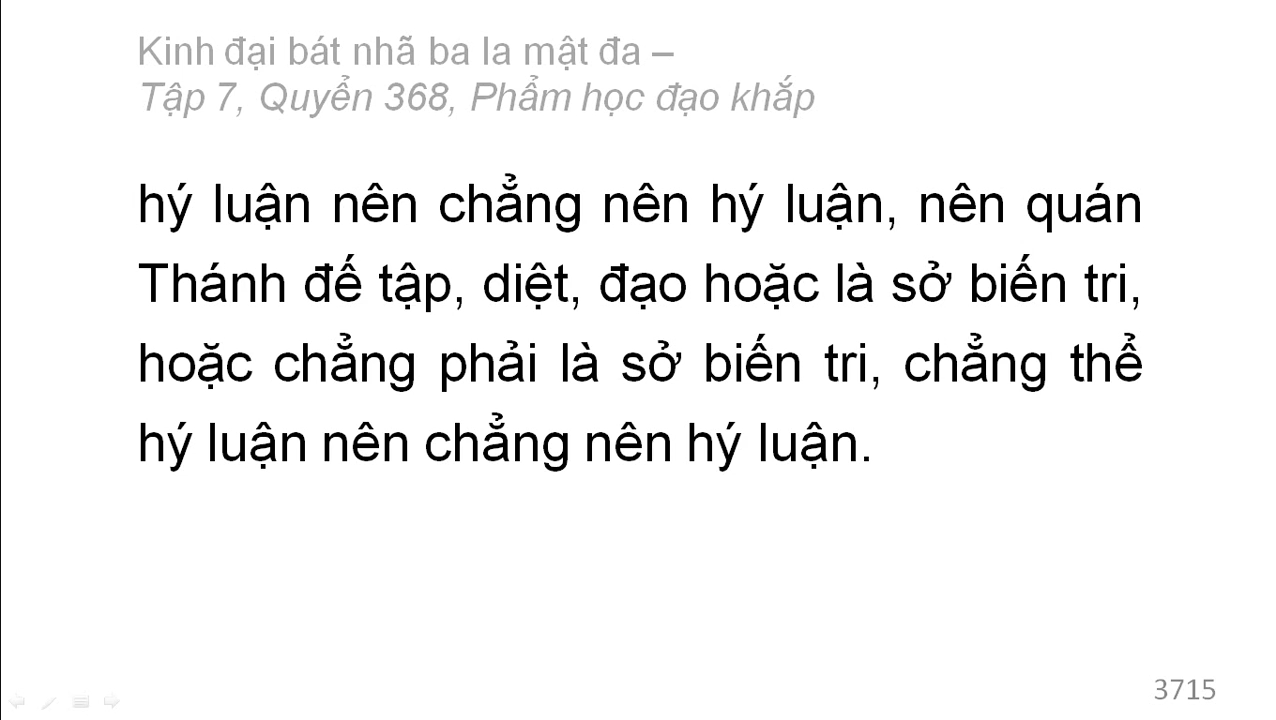 Kinh đại bát nhã ba la mật đa –
Tập 7, Quyển 368, Phẩm học đạo khắp
hý luận nên chẳng nên hý luận, nên quán
Thánh đế tập, diệt, đạo hoặc là sở biến tri,
hoặc chẳng phải là sở biến tri, chẳng thể
hý luận nên chẳng nên hý luận.
3715